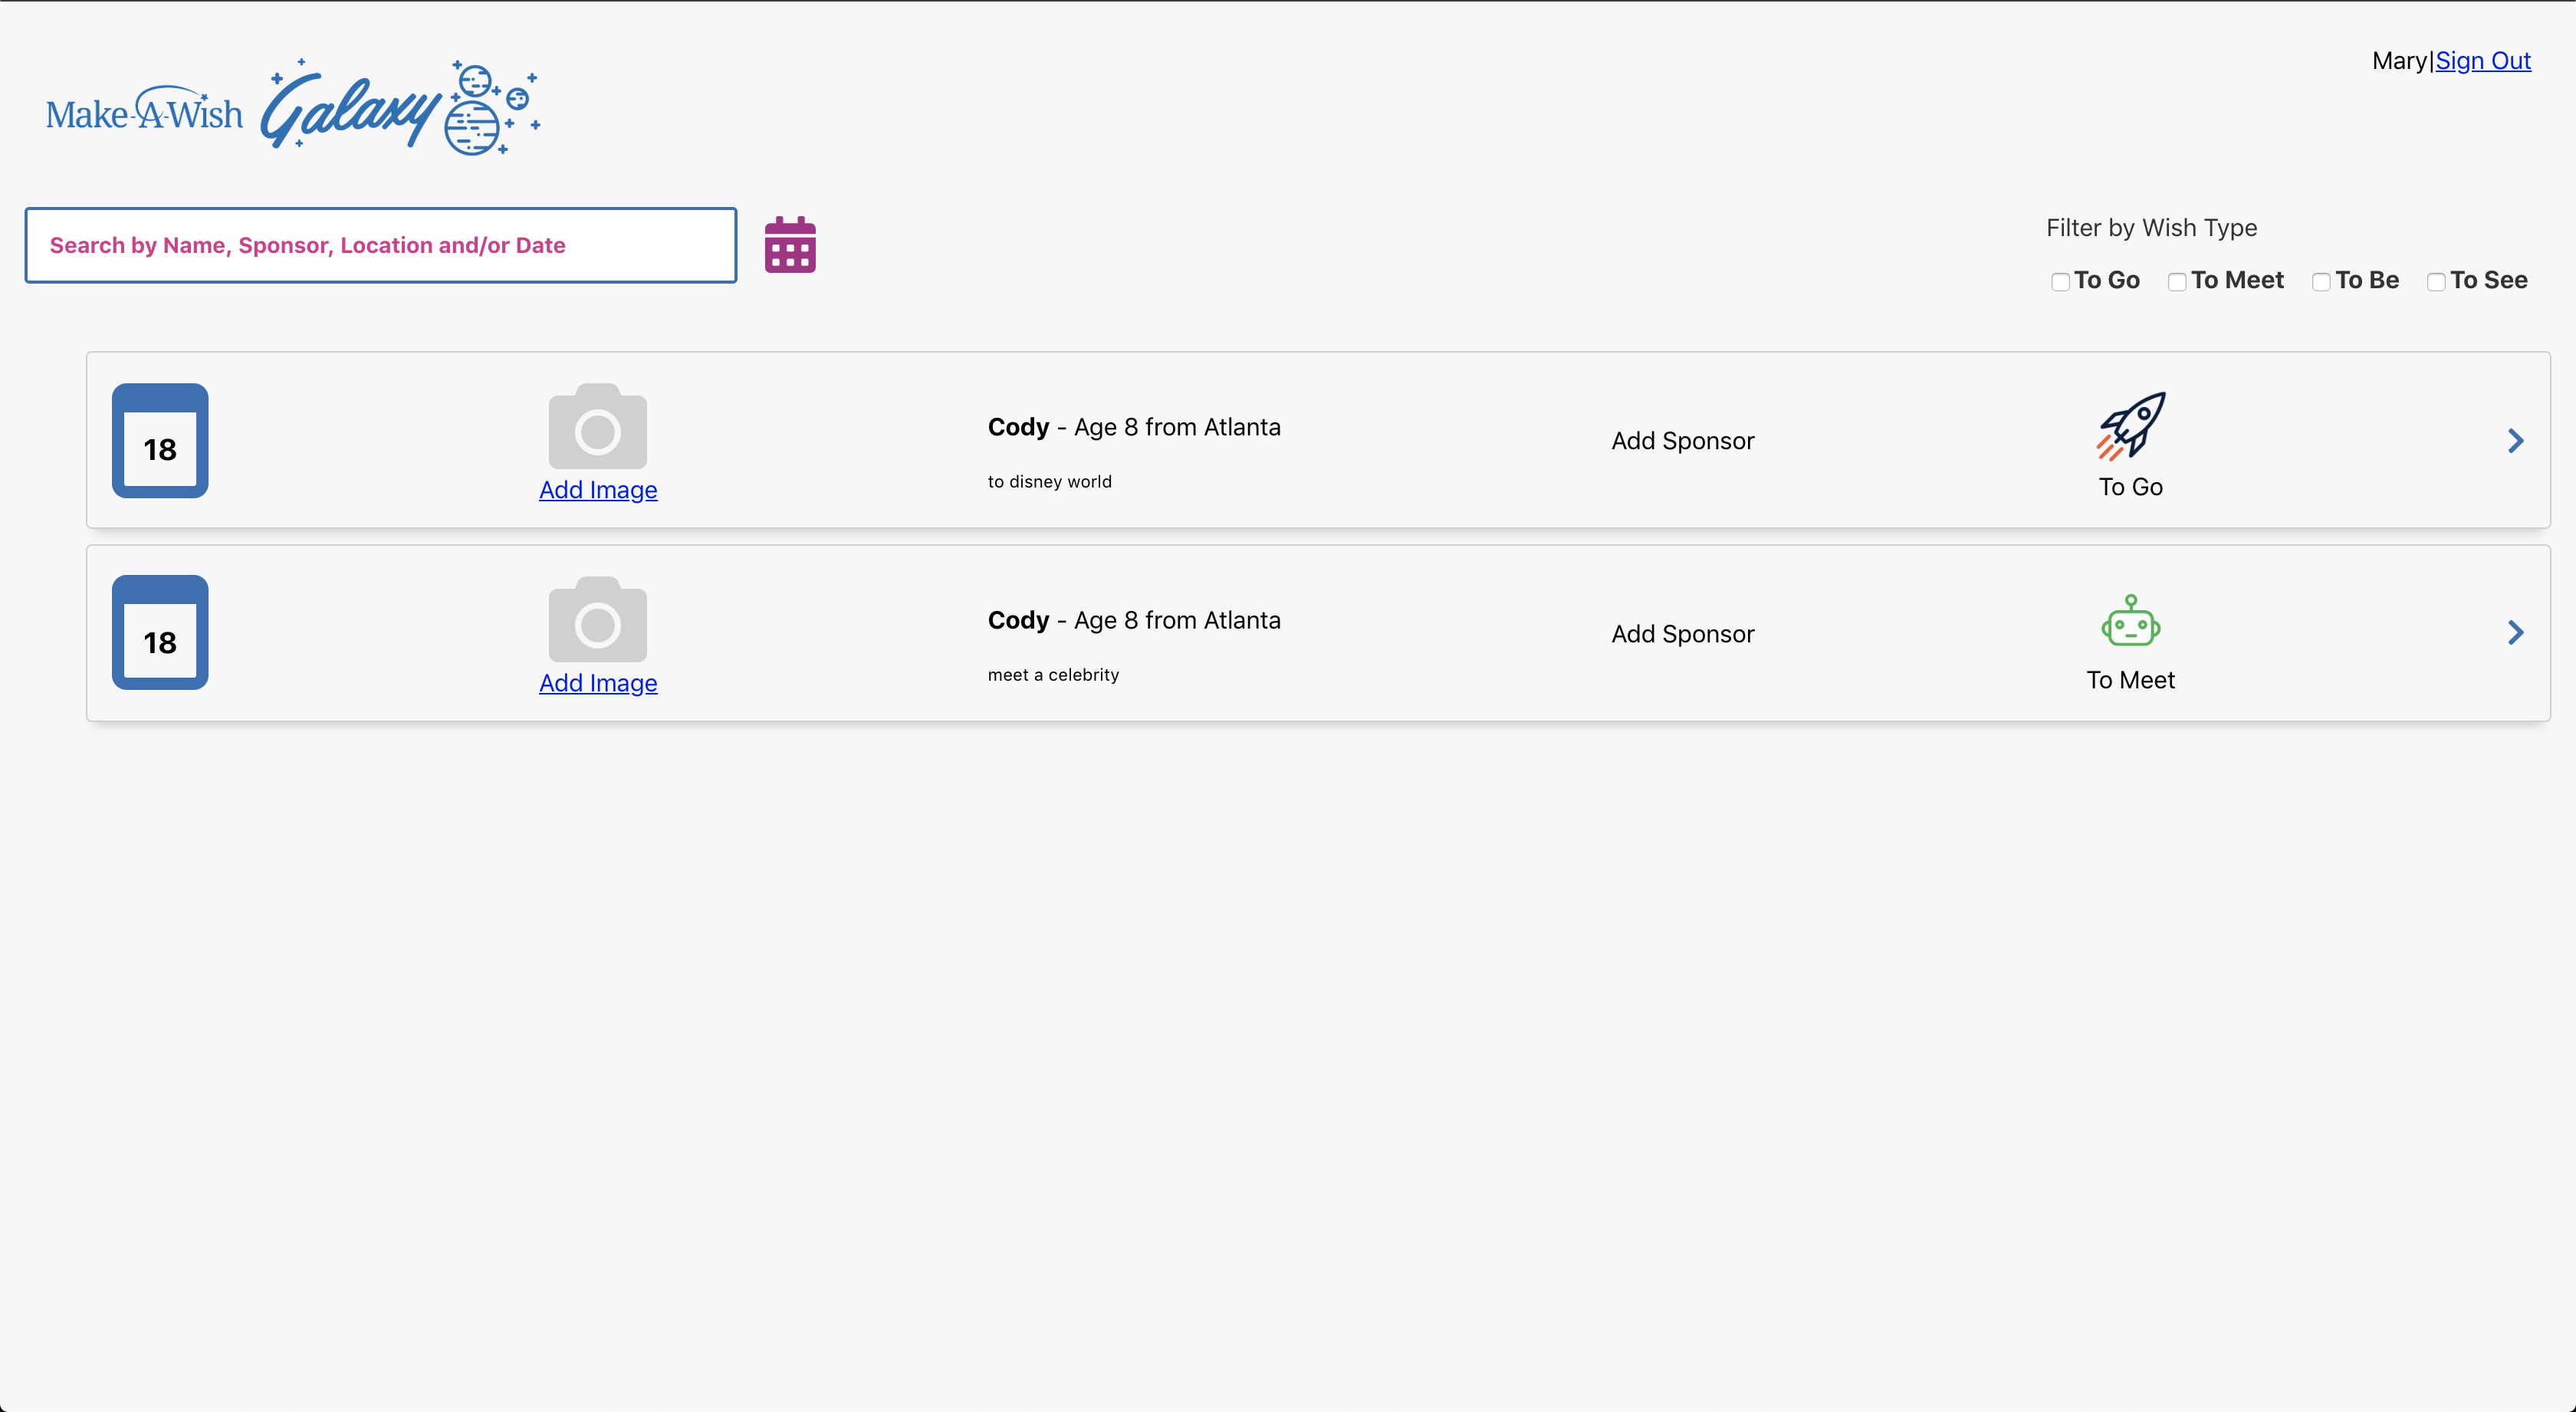 Mary|Sign Out
Make-A-Wish Galaxy
Search by Name, Sponsor, Location and/or Date
Filter by Wish Type
To Go To Meet To Be To See
18
Add Image
Cody - Age 8 from Atlanta
to disney world
Add Sponsor
To Go
18
Add Image
Cody - Age 8 from Atlanta
meet a celebrity
Add Sponsor
To Meet